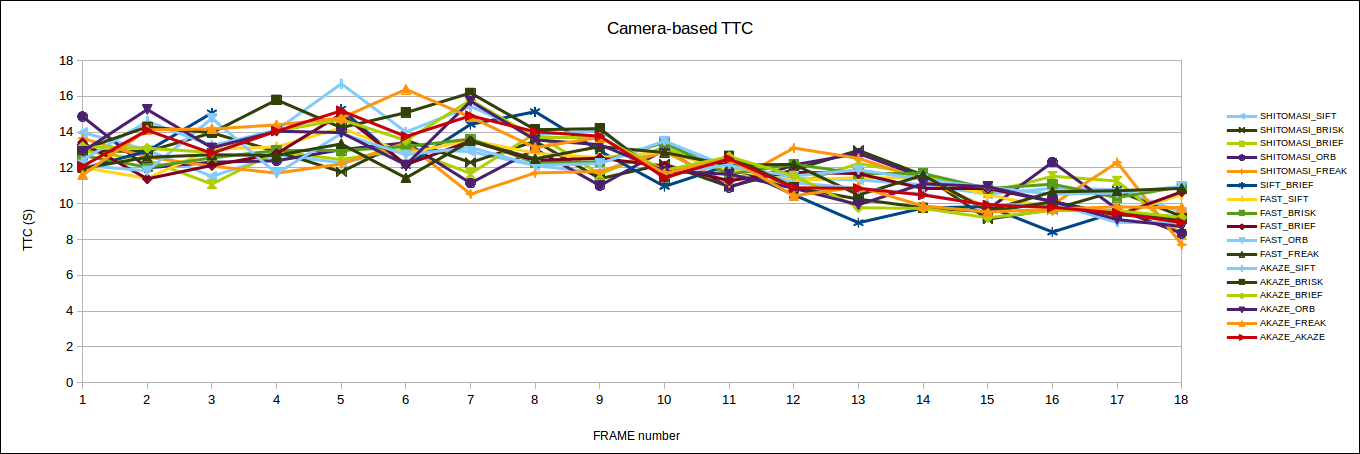 Camera-based TTC
18
16
14
12
10
8
6
4
2
0
TTC (S)
1 2 3 4 5 6 7 8 9 10 11 12 13 14 15 16 17 18
FRAME number
SHITOMASI_SIFT
SHITOMASI_BRISK
SHITOMASI_BRIEF
SHITOMASI_ORB
SHITOMASI_FREAK
SIFT_BRIEF
FAST_SIFT
FAST_BRISK
FAST_BRIEF
FAST_ORB
FAST_FREAK
AKAZE_SIFT
AKAZE_BRISK
AKAZE_BRIEF
AKAZE_ORB
AKAZE_FREAK
AKAZE_AKAZE